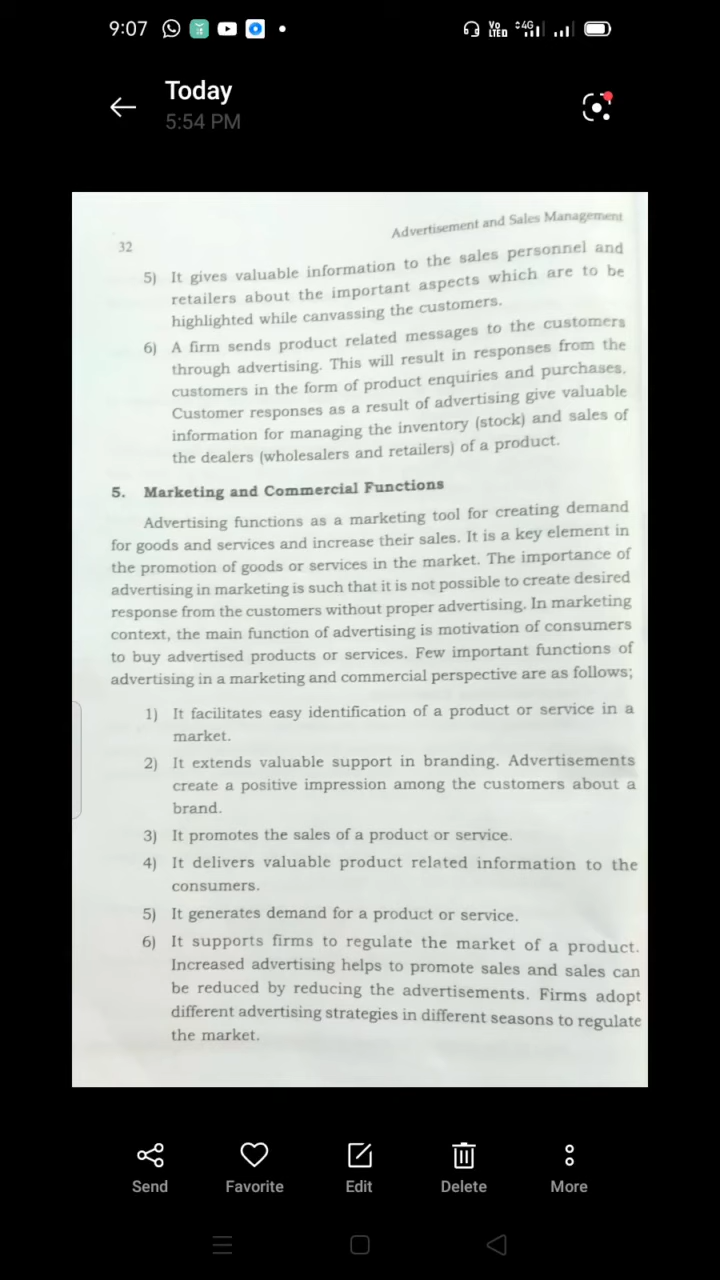 9:07
Vo LTED 4G
Today
5:54 PM
Advertisement and Sales Management
32
5) It gives valuable information to the sales personnel and
retailers about the important aspects which are to be
highlighted while canvassing the customers.
6) A firm sends product related messages to the customers
through advertising. This will result in responses from the
customers in the form of product enquiries and purchases.
Customer responses as a result of advertising give valuable
information for managing the inventory (stock) and sales of
the dealers (wholesalers and retailers) of a product.
5. Marketing and Commercial Functions
Advertising functions as a marketing tool for creating demand
for goods and services and increase their sales. It is a key element in
the promotion of goods or services in the market. The importance of
advertising in marketing is such that it is not possible to create desired
response from the customers without proper advertising. In marketing
context, the main function of advertising is motivation of consumers
to buy advertised products or services. Few important functions of
advertising in a marketing and commercial perspective are as follows;
1) It facilitates easy identification of a product or service in a
market.
2) It extends valuable support in branding. Advertisements
create a positive impression among the customers about a
brand.
3) It promotes the sales of a product or service.
4) It delivers valuable product related information to the
consumers.
5) It generates demand for a product or service.
6) It supports firms to regulate the market of a product.
Increased advertising helps to promote sales and sales can
be reduced by reducing the advertisements. Firms adopt
different advertising strategies in different seasons to regulate
the market.
Send Favorite Edit Delete More